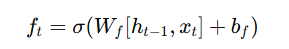 f_t = σ(W_f[h_{t−1}, x_t] + b_f)